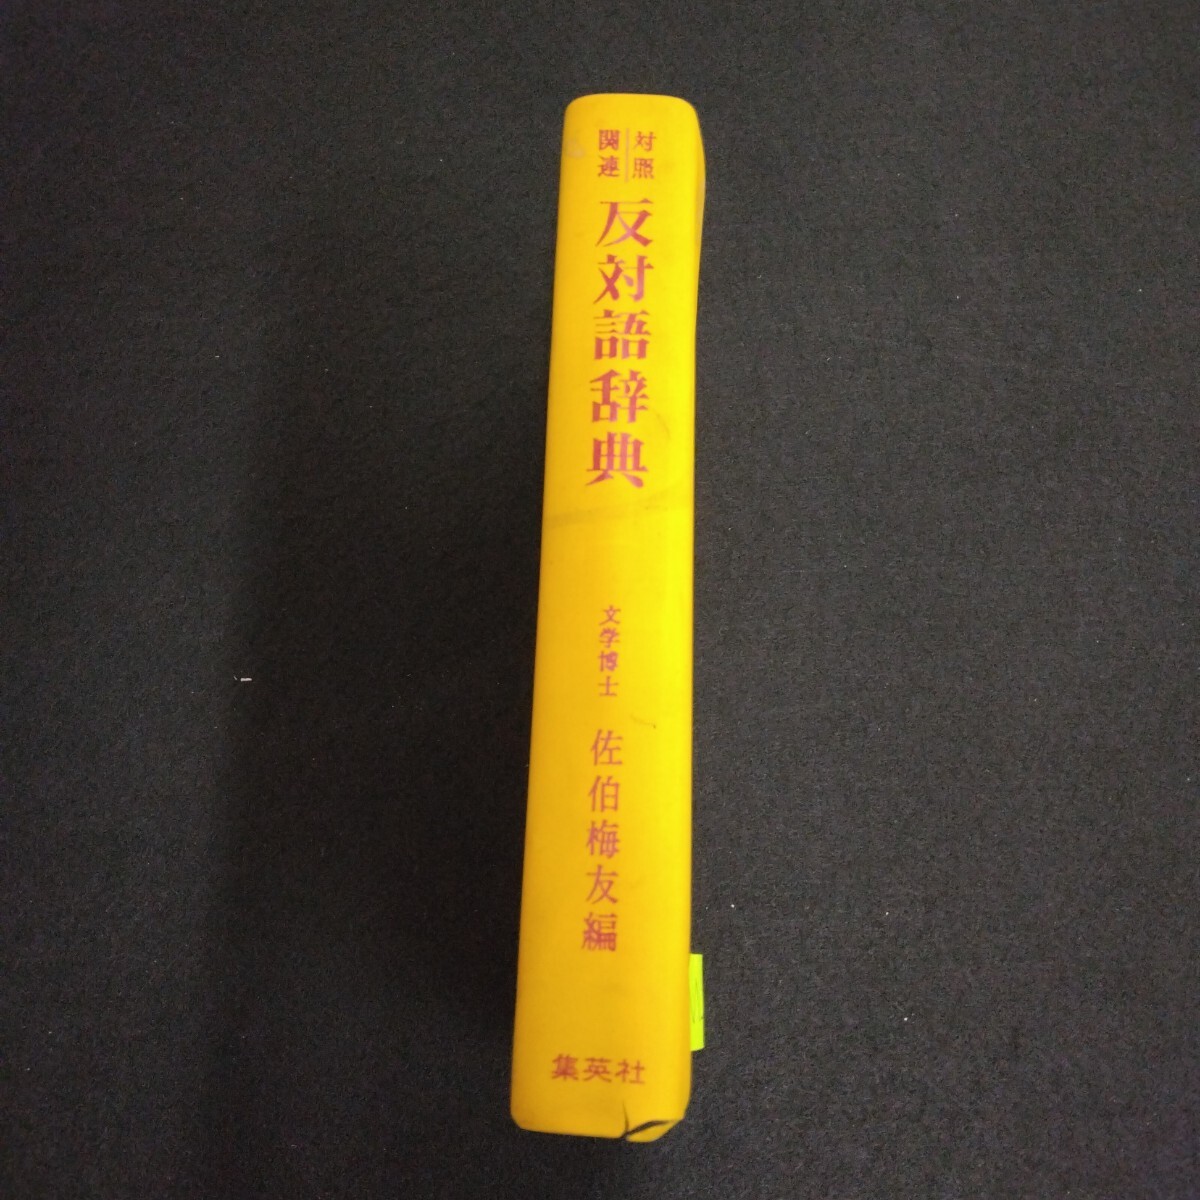 対照
関連
反対語辞典
文学博士
佐伯梅友編
集英社